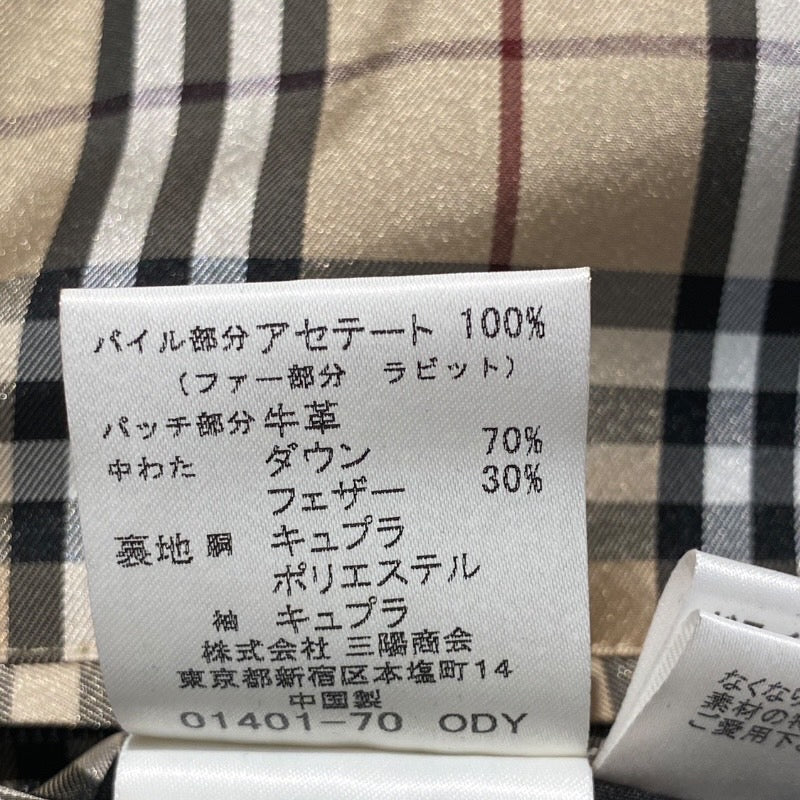 パイル部分 アセテート 100%
（ファー部分　ラビット）
パッチ部分 牛革
中わた ダウン 70%
フェザー 30%
裏地 胴 キュプラ
ポリエステル
袖 キュプラ
株式会社 三陽商会
東京都新宿区本塩町14
中国製
01401-70 ODY
なくなり
素材の特
ご愛用下さ